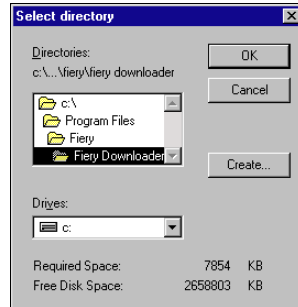 Select directory
Directories:
c:\...\fiery\fiery downloader
OK
Cancel
c:\
Program Files
Fiery
Fiery Downloader
Create...
Drives:
c:
Required Space: 7854 KB
Free Disk Space: 2658803 KB